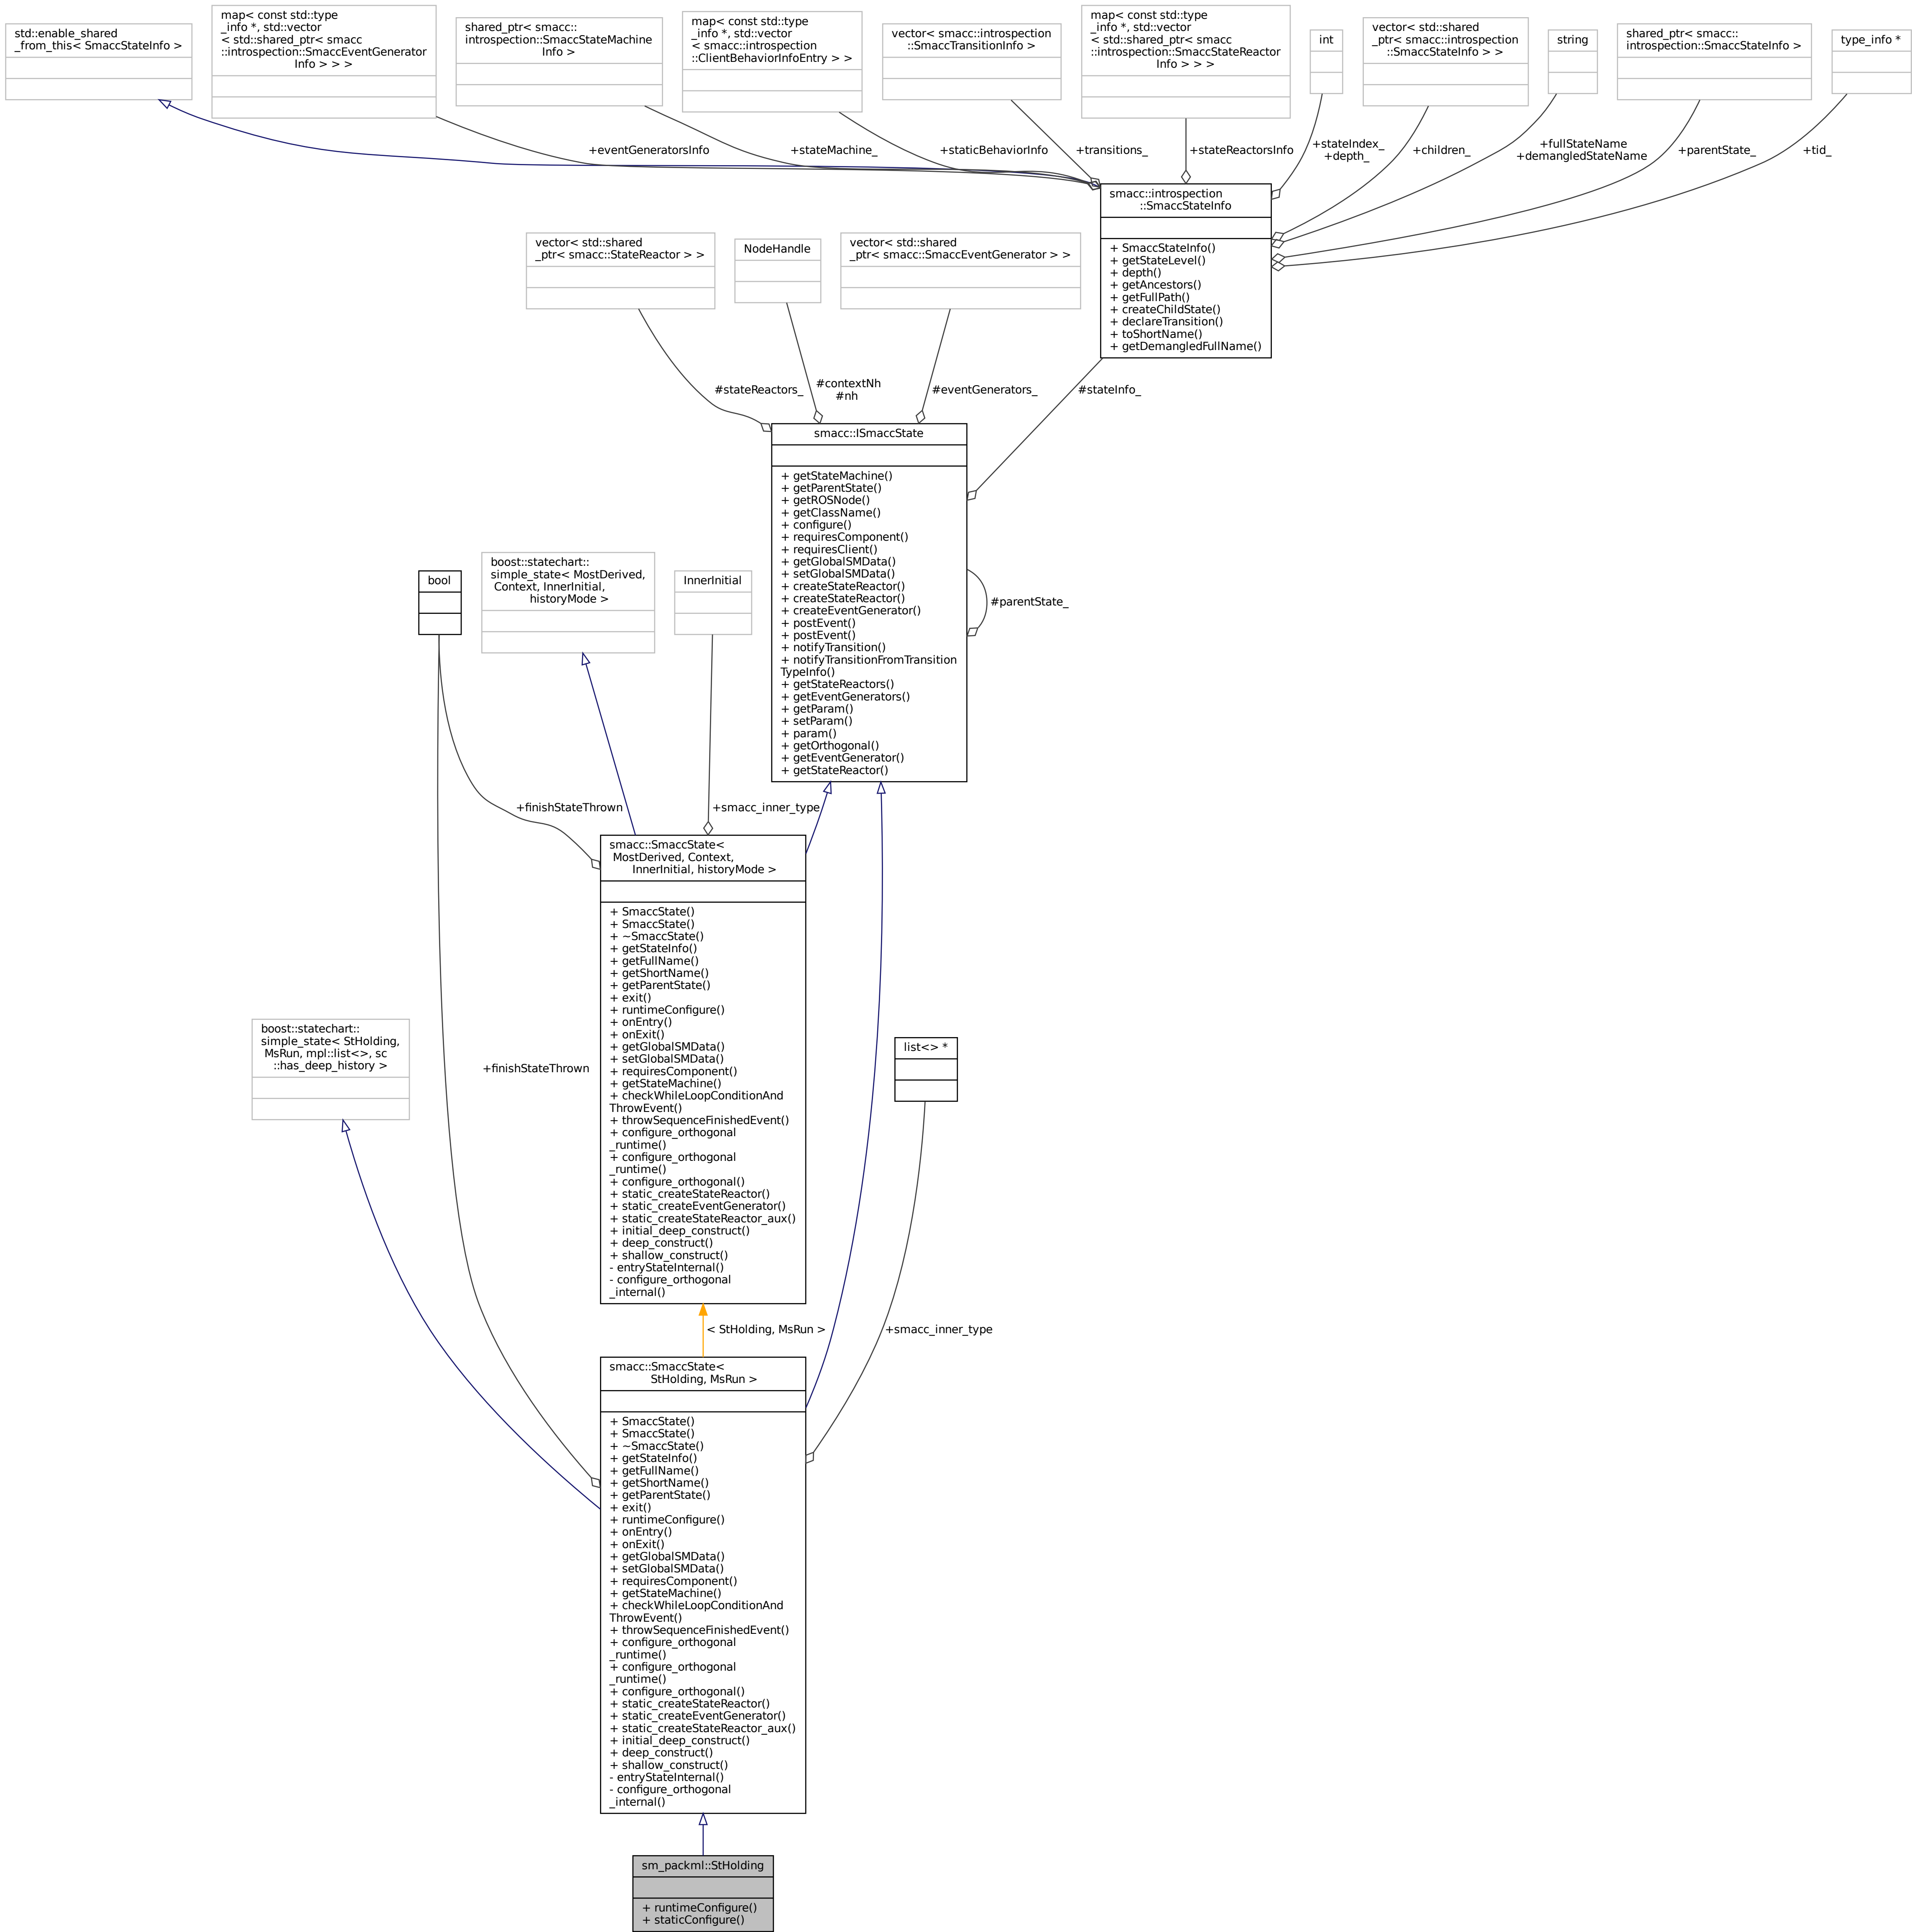 std::enable_shared
_from_this< SmaccStateInfo >
map< const std::type
_info *, std::vector
< std::shared_ptr< smacc
::introspection::SmaccEventGenerator
Info > > >
shared_ptr< smacc::
introspection::SmaccStateMachine
Info >
map< const std::type
_info *, std::vector
< smacc::introspection
::ClientBehaviorInfoEntry > >
vector< smacc::introspection
::SmaccTransitionInfo >
map< const std::type
_info *, std::vector
< std::shared_ptr< smacc
::introspection::SmaccStateReactor
Info > > >
int
vector< std::shared
_ptr< smacc::introspection
::SmaccStateInfo > >
string
shared_ptr< smacc::
introspection::SmaccStateInfo >
type_info *
+eventGeneratorsInfo
+stateMachine_
+staticBehaviorInfo
+transitions_
+stateReactorsInfo
+stateIndex_
+depth_
+children_
+fullStateName
+demangledStateName
+parentState_
+tid_
smacc::introspection
::SmaccStateInfo
+ SmaccStateInfo()
+ getStateLevel()
+ depth()
+ getAncestors()
+ getFullPath()
+ createChildState()
+ declareTransition()
+ toShortName()
+ getDemangledFullName()
vector< std::shared
_ptr< smacc::StateReactor > >
NodeHandle
vector< std::shared
_ptr< smacc::SmaccEventGenerator > >
#stateReactors_
#contextNh
#nh
#eventGenerators_
#stateInfo_
smacc::ISmaccState
+ getStateMachine()
+ getParentState()
+ getROSNode()
+ getClassName()
+ configure()
+ requiresComponent()
+ requiresClient()
+ getGlobalSMData()
+ setGlobalSMData()
+ createStateReactor()
+ createStateReactor()
+ createEventGenerator()
+ postEvent()
+ postEvent()
+ notifyTransition()
+ notifyTransitionFromTransition
TypeInfo()
+ getStateReactors()
+ getEventGenerators()
+ getParam()
+ setParam()
+ param()
+ getOrthogonal()
+ getEventGenerator()
+ getStateReactor()
#parentState_
bool
boost::statechart::
simple_state< MostDerived,
Context, InnerInitial,
historyMode >
InnerInitial
+finishStateThrown
+smacc_inner_type
smacc::SmaccState<
MostDerived, Context,
InnerInitial, historyMode >
+ SmaccState()
+ SmaccState()
+ ~SmaccState()
+ getStateInfo()
+ getFullName()
+ getShortName()
+ getParentState()
+ exit()
+ runtimeConfigure()
+ onEntry()
+ onExit()
+ getGlobalSMData()
+ setGlobalSMData()
+ requiresComponent()
+ getStateMachine()
+ checkWhileLoopConditionAnd
ThrowEvent()
+ throwSequenceFinishedEvent()
+ configure_orthogonal
_runtime()
+ configure_orthogonal
_runtime()
+ configure_orthogonal()
+ static_createStateReactor()
+ static_createEventGenerator()
+ static_createStateReactor_aux()
+ initial_deep_construct()
+ deep_construct()
+ shallow_construct()
- entryStateInternal()
- configure_orthogonal
_internal()
boost::statechart::
simple_state< StHolding,
MsRun, mpl::list<>, sc
::has_deep_history >
+finishStateThrown
list<> *
< StHolding, MsRun >
+smacc_inner_type
smacc::SmaccState<
StHolding, MsRun >
+ SmaccState()
+ SmaccState()
+ ~SmaccState()
+ getStateInfo()
+ getFullName()
+ getShortName()
+ getParentState()
+ exit()
+ runtimeConfigure()
+ onEntry()
+ onExit()
+ getGlobalSMData()
+ setGlobalSMData()
+ requiresComponent()
+ getStateMachine()
+ checkWhileLoopConditionAnd
ThrowEvent()
+ throwSequenceFinishedEvent()
+ configure_orthogonal
_runtime()
+ configure_orthogonal
_runtime()
+ configure_orthogonal()
+ static_createStateReactor()
+ static_createEventGenerator()
+ static_createStateReactor_aux()
+ initial_deep_construct()
+ deep_construct()
+ shallow_construct()
- entryStateInternal()
- configure_orthogonal
_internal()
sm_packml::StHolding
+ runtimeConfigure()
+ staticConfigure()